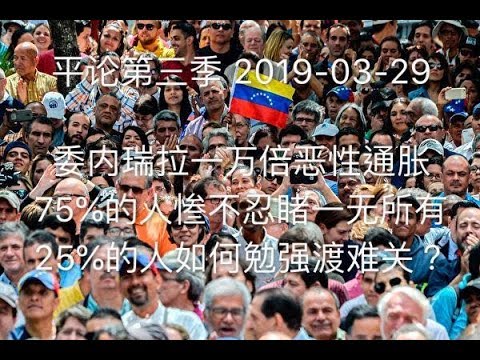 平论第三季 2019-03-29
委内瑞拉一万倍恶性通胀
75%的人惨不忍睹一无所有
25%的人如何勉强渡难关？